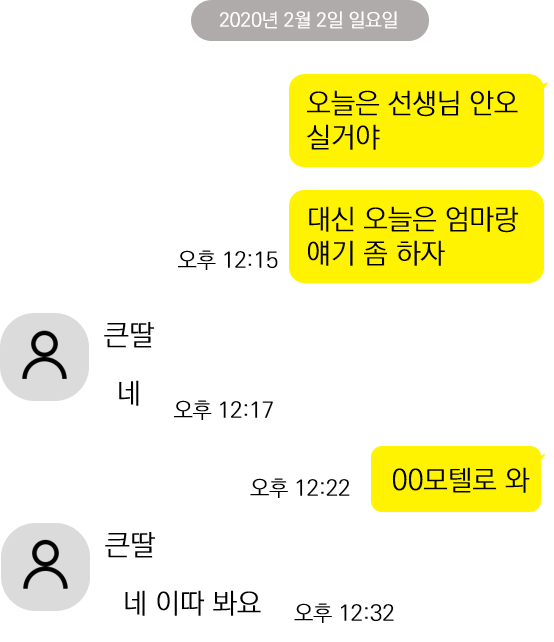 2020년 2월 2일 일요일
오늘은 선생님 안오
실거야
대신 오늘은 엄마랑
얘기 좀 하자
오후 12:15
큰딸
네
오후 12:17
00모텔로 와
오후 12:22
큰딸
네 이따 봐요
오후 12:32